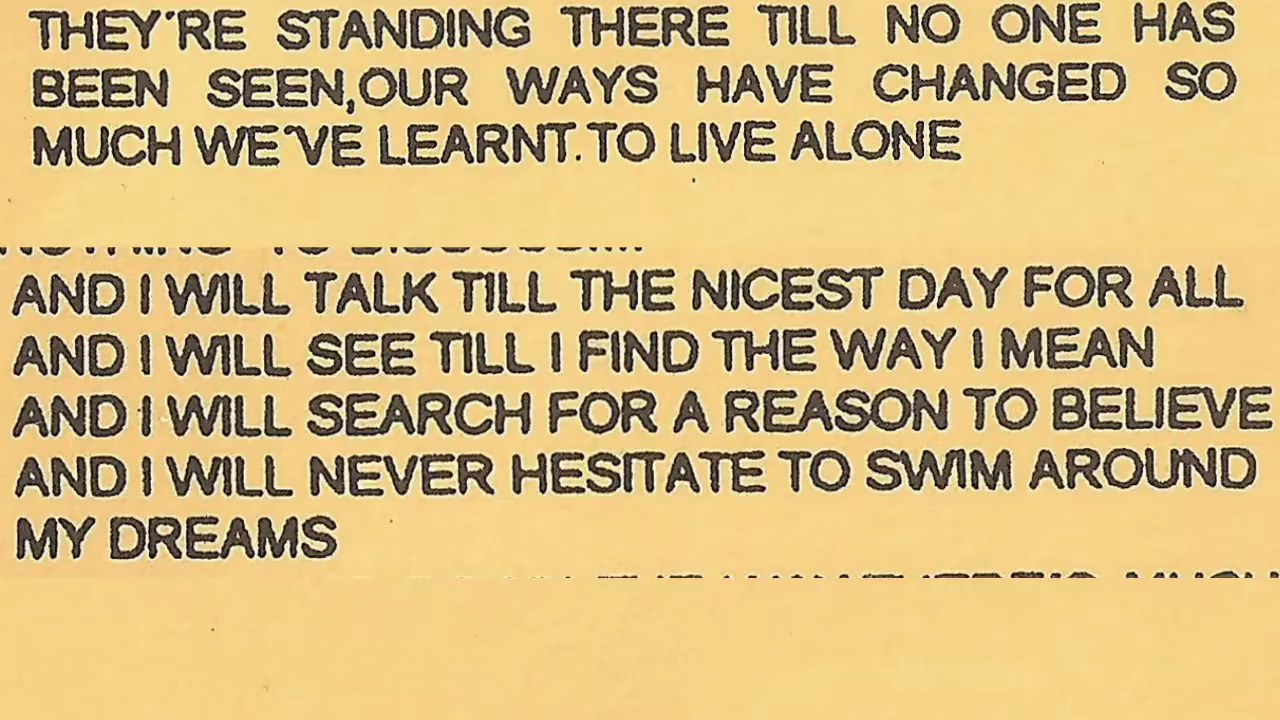 THEY'RE STANDING THERE TILL NO ONE HAS
BEEN SEEN,OUR WAYS HAVE CHANGED SO
MUCH WE'VE LEARNT.TO LIVE ALONE
AND I WILL TALK TILL THE NICEST DAY FOR ALL
AND I WILL SEE TILL I FIND THE WAY I MEAN
AND I WILL SEARCH FOR A REASON TO BELIEVE
AND I WILL NEVER HESITATE TO SWIM AROUND
MY DREAMS